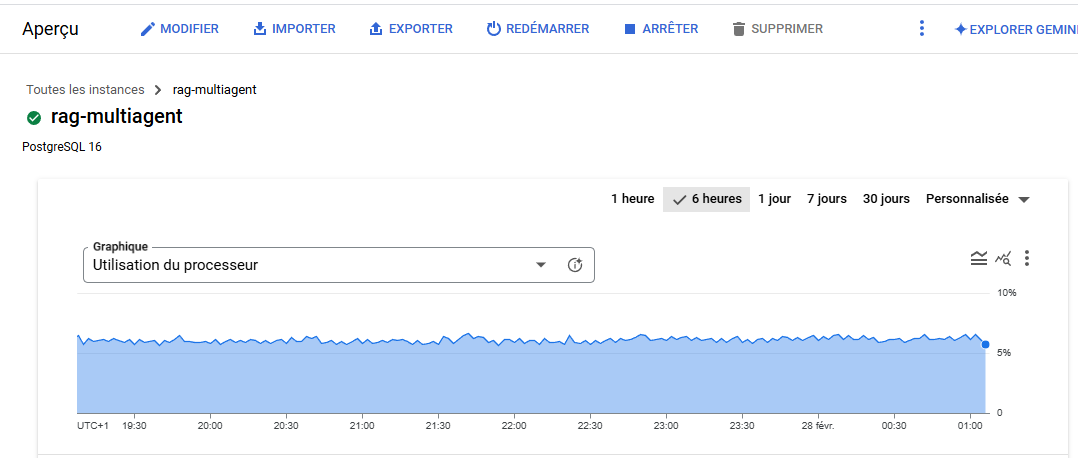 Aperçu MODIFIER IMPORTER EXPORTER REDÉMARRER ARRÊTER SUPPRIMER EXPLORER GEMINI
Toutes les instances rag-multiagent
rag-multiagent
PostgreSQL 16
1 heure 6 heures 1 jour 7 jours 30 jours Personnalisée
Graphique
Utilisation du processeur
10%
5%
0
UTC+1 19:30 20:00 20:30 21:00 21:30 22:00 22:30 23:00 23:30 28 févr. 00:30 01:00